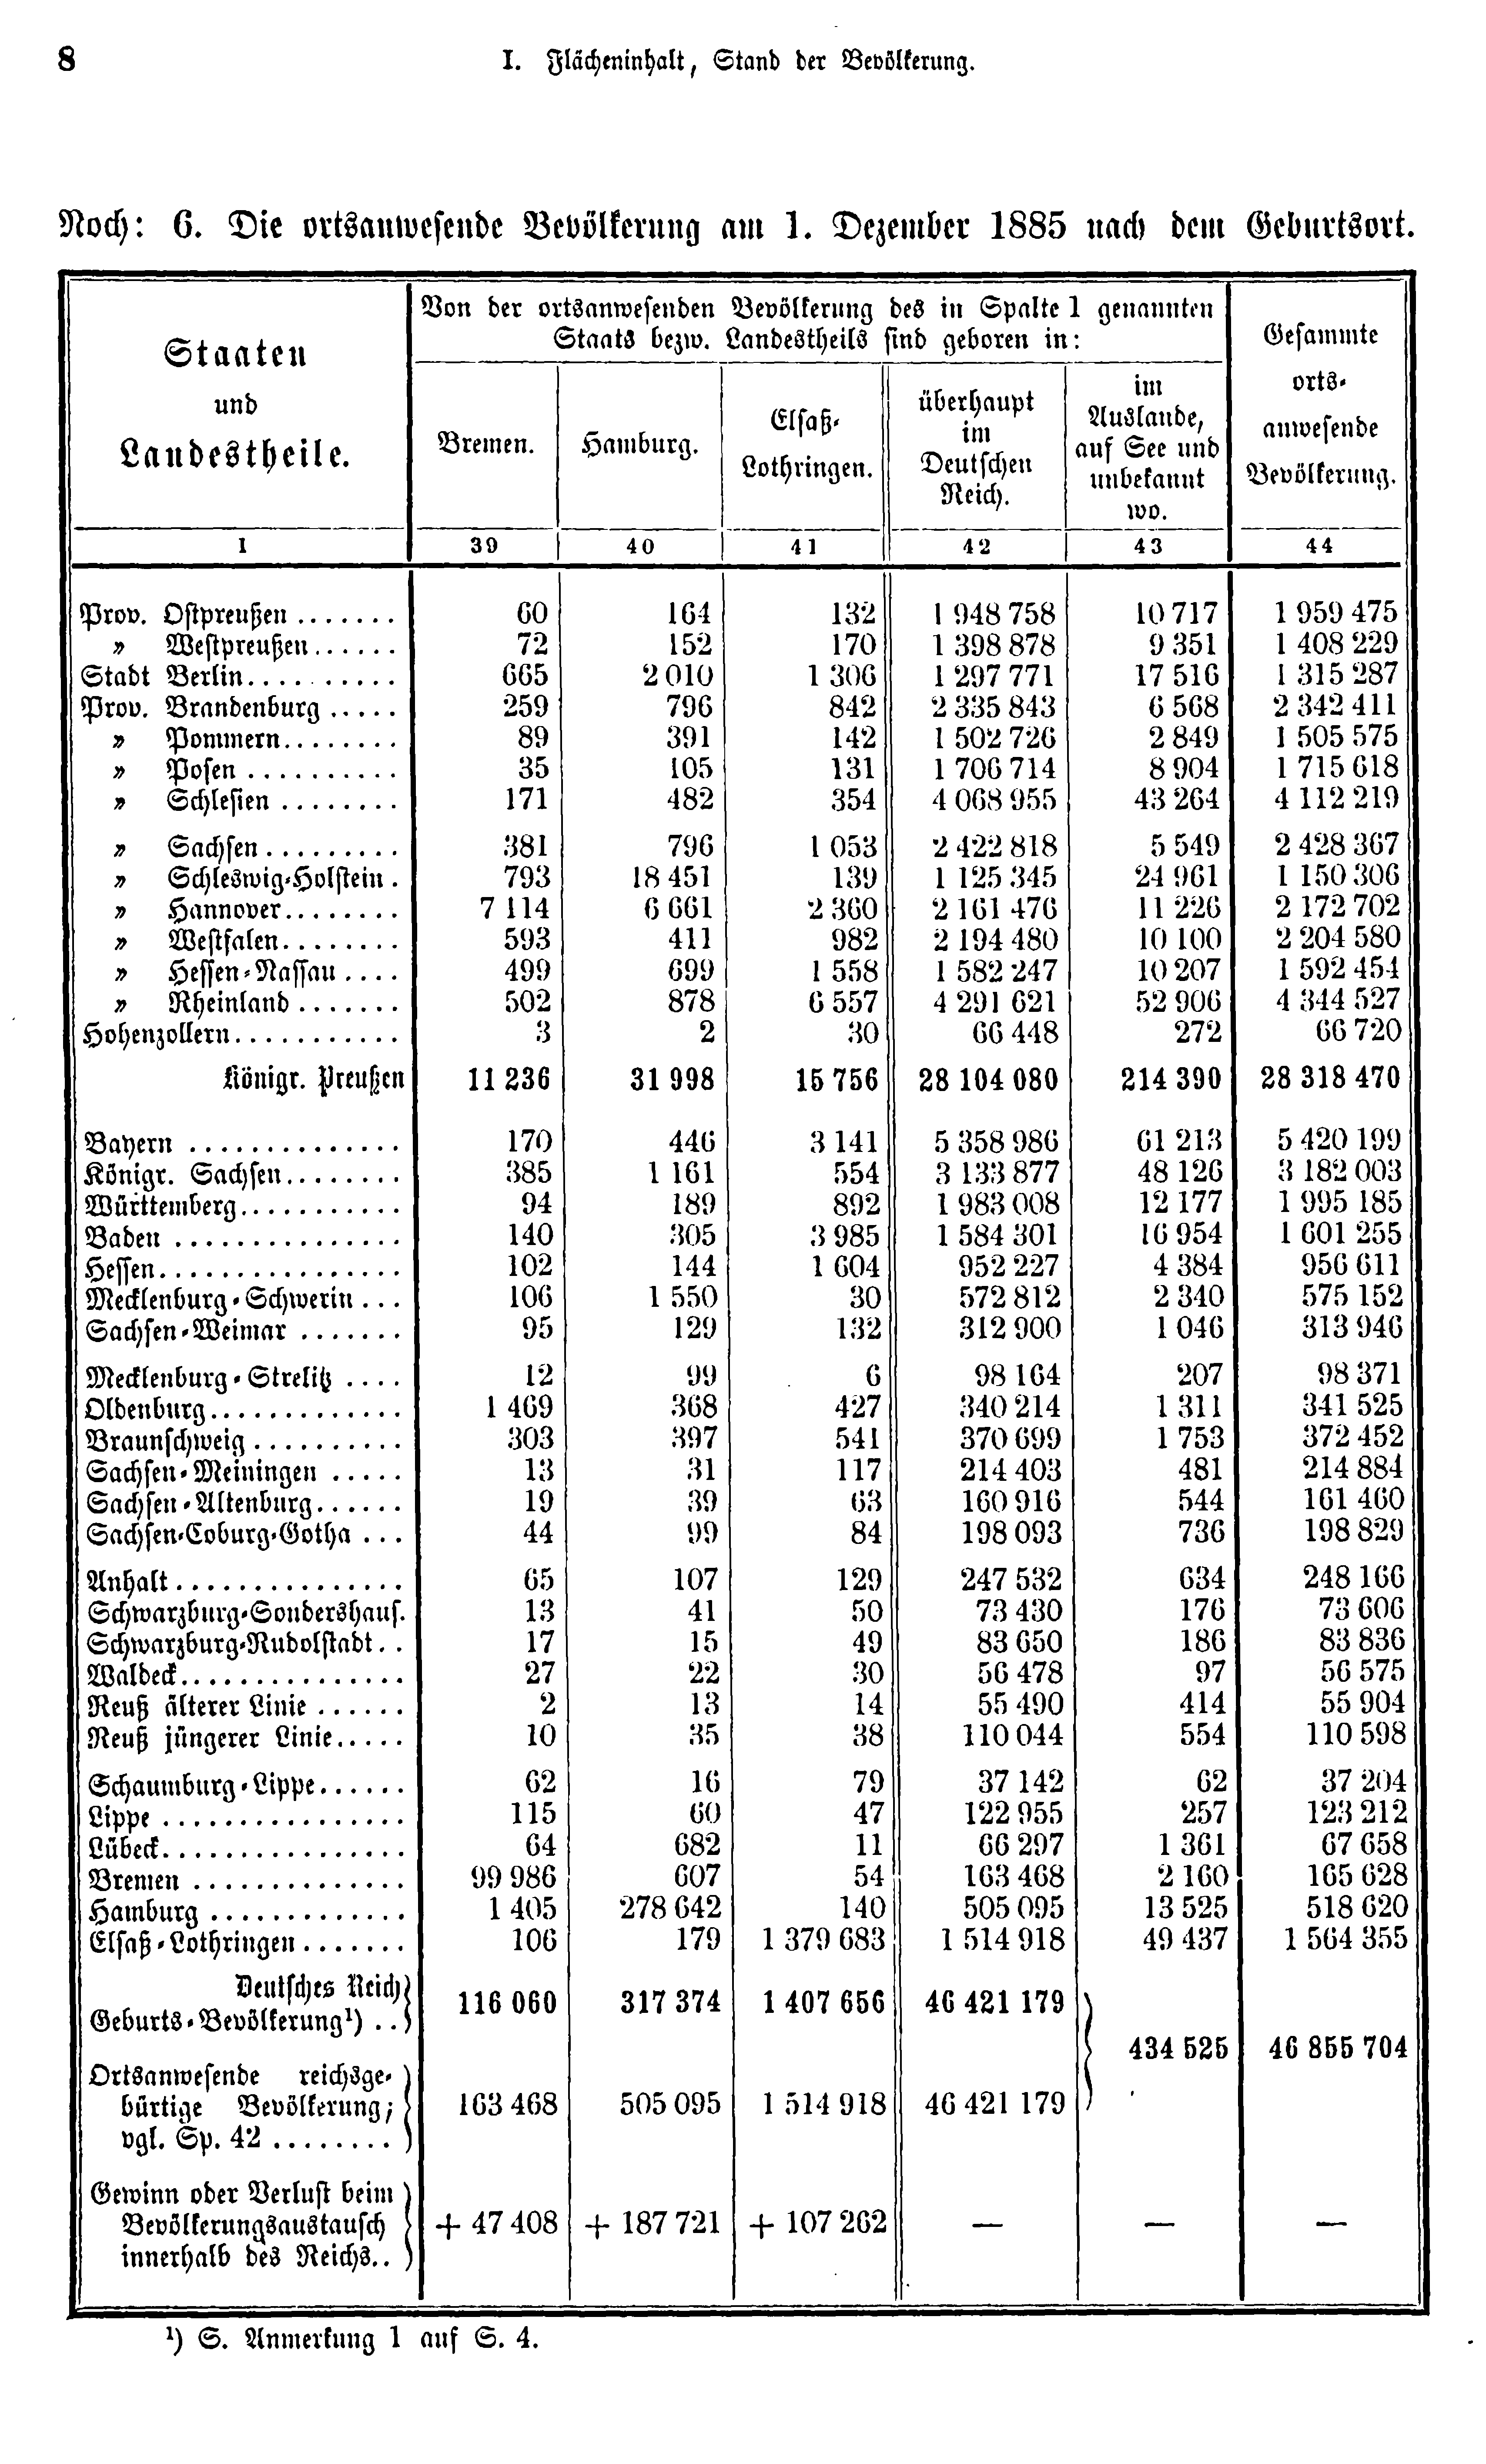 8
I. Flächeninhalt, Stand der Bevölkerung.
Noch: 6. Die ortsanwesende Bevölkerung am 1. Dezember 1885 nach dem Geburtsort.
Staaten
und
Landestheile.
Von der ortsanwesenden Bevölkerung des in Spalte 1 genannten
Staats bezw. Landestheils sind geboren in:
Bremen.
Hamburg.
Elsaß-
Lothringen.
überhaupt
im
Deutschen
Reich.
im
Auslande,
auf See und
unbekannt
wo.
Gesammte
orts-
anwesende
Bevölkerung.
1 39 40 41 42 43 44
Prov. Ostpreußen ....... 60 164 132 1 948 758 10 717 1 959 475
„ Westpreußen...... 72 152 170 1 398 878 9 351 1 408 229
Stadt Berlin.......... 665 2 010 1 306 1 297 771 17 516 1 315 287
Prov. Brandenburg ..... 259 796 842 2 335 843 6 568 2 342 411
„ Pommern........ 89 391 142 1 502 726 2 849 1 505 575
„ Posen .......... 35 105 131 1 706 714 8 904 1 715 618
„ Schlesien ........ 171 482 354 4 068 955 43 264 4 112 219
„ Sachsen ......... 381 796 1 053 2 422 818 5 549 2 428 367
„ Schleswig-Holstein . 793 18 451 139 1 125 345 24 961 1 150 306
„ Hannover........ 7 114 6 661 2 360 2 161 476 11 226 2 172 702
„ Westfalen........ 593 411 982 2 194 480 10 100 2 204 580
„ Hessen-Nassau .... 499 699 1 558 1 582 247 10 207 1 592 454
„ Rheinland ....... 502 878 6 557 4 291 621 52 906 4 344 527
Hohenzollern........... 3 2 30 66 448 272 66 720
Königr. Preußen 11 236 31 998 15 756 28 104 080 214 390 28 318 470
Bayern .............. 170 446 3 141 5 358 986 61 213 5 420 199
Königr. Sachsen........ 385 1 161 554 3 133 877 48 126 3 182 003
Württemberg........... 94 189 892 1 983 008 12 177 1 995 185
Baden ............... 140 305 3 985 1 584 301 16 954 1 601 255
Hessen................ 102 144 1 604 952 227 4 384 956 611
Mecklenburg-Schwerin ... 106 1 550 30 572 812 2 340 575 152
Sachsen-Weimar ....... 95 129 132 312 900 1 046 313 946
Mecklenburg-Strelitz .... 12 99 6 98 164 207 98 371
Oldenburg............. 1 469 368 427 340 214 1 311 341 525
Braunschweig .......... 303 397 541 370 699 1 753 372 452
Sachsen-Meiningen ..... 13 31 117 214 403 481 214 884
Sachsen-Altenburg...... 19 39 63 160 916 544 161 460
Sachsen-Coburg-Gotha ... 44 99 84 198 093 736 198 829
Anhalt............... 65 107 129 247 532 634 248 166
Schwarzburg-Sondershaus. 13 41 50 73 430 176 73 606
Schwarzburg-Rudolstadt.. 17 15 49 83 650 186 83 836
Waldeck............... 27 22 30 56 478 97 56 575
Reuß älterer Linie ...... 2 13 14 55 490 414 55 904
Reuß jüngerer Linie..... 10 35 38 110 044 554 110 598
Schaumburg-Lippe...... 62 16 79 37 142 62 37 204
Lippe ................ 115 60 47 122 955 257 123 212
Lübeck................ 64 682 11 66 297 1 361 67 658
Bremen .............. 99 986 607 54 163 468 2 160 165 628
Hamburg ............. 1 405 278 642 140 505 095 13 525 518 620
Elsaß-Lothringen ....... 106 179 1 379 683 1 514 918 49 437 1 564 355
Deutsches Reich
Geburts-Bevölkerung¹) .. 116 060 317 374 1 407 656 46 421 179
434 525 46 855 704
Ortsanwesende reichsge-
bürtige Bevölkerung; 163 468 505 095 1 514 918 46 421 179
vgl. Sp. 42 ........
Gewinn oder Verlust beim
Bevölkerungsaustausch + 47 408 + 187 721 + 107 262 — — —
innerhalb des Reichs..
¹) S. Anmerkung 1 auf S. 4.